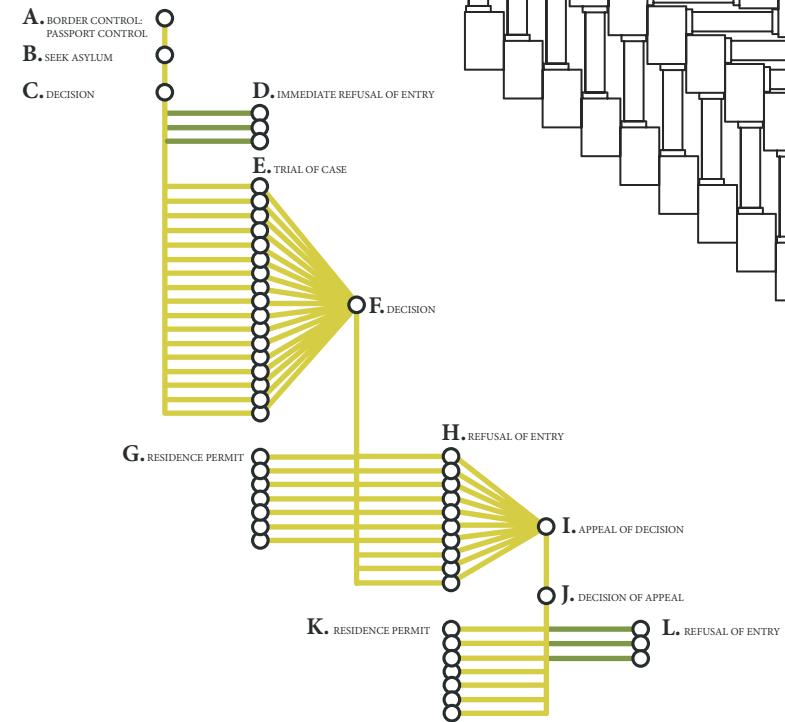 A. BORDER CONTROL:
PASSPORT CONTROL
B. SEEK ASYLUM
C. DECISION
D. IMMEDIATE REFUSAL OF ENTRY
E. TRIAL OF CASE
F. DECISION
G. RESIDENCE PERMIT
H. REFUSAL OF ENTRY
I. APPEAL OF DECISION
J. DECISION OF APPEAL
K. RESIDENCE PERMIT
L. REFUSAL OF ENTRY